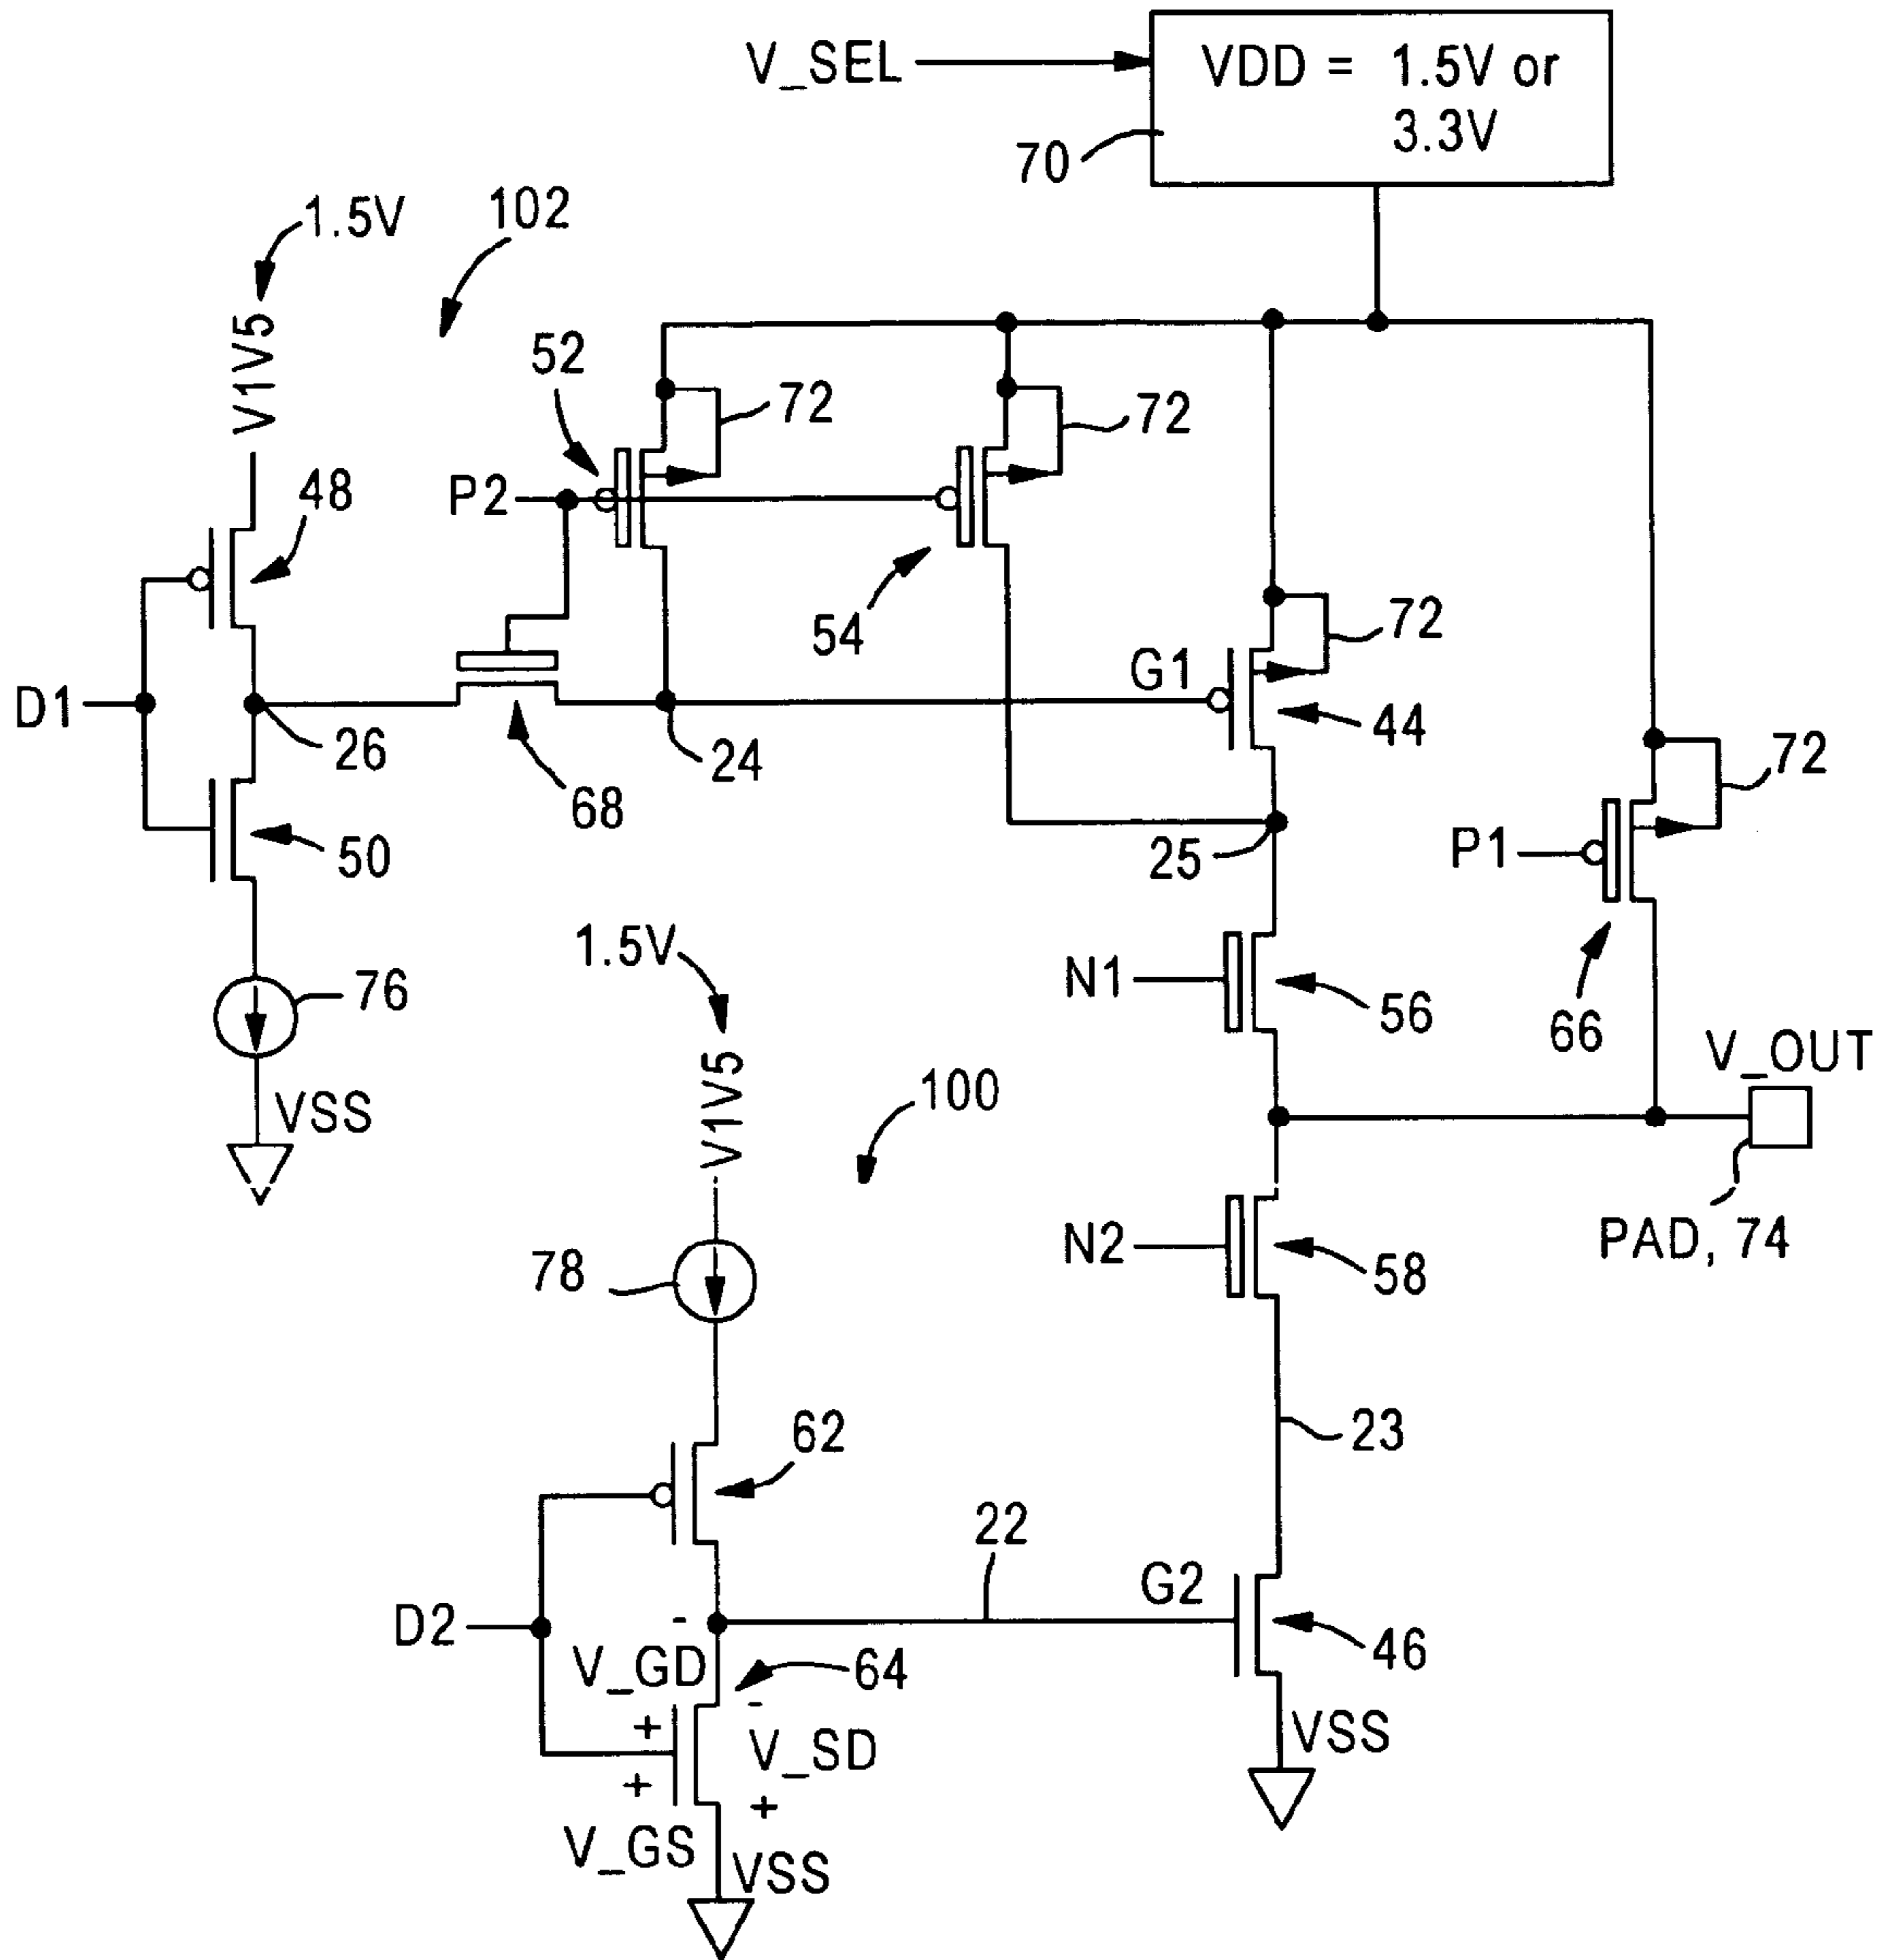 V_SEL
VDD = 1.5V or
3.3V
70
1.5V
102
V1V5
52
72
72
48
P2
54
72
G1
D1
44
26
24
72
68
50
25
P1
1.5V
N1
76
56
66
V_OUT
V1V5
100
VSS
N2
PAD, 74
78
58
62
23
22
G2
D2
-
46
V_GD
64
-
+
V_SD
VSS
+
+
V_GS
VSS